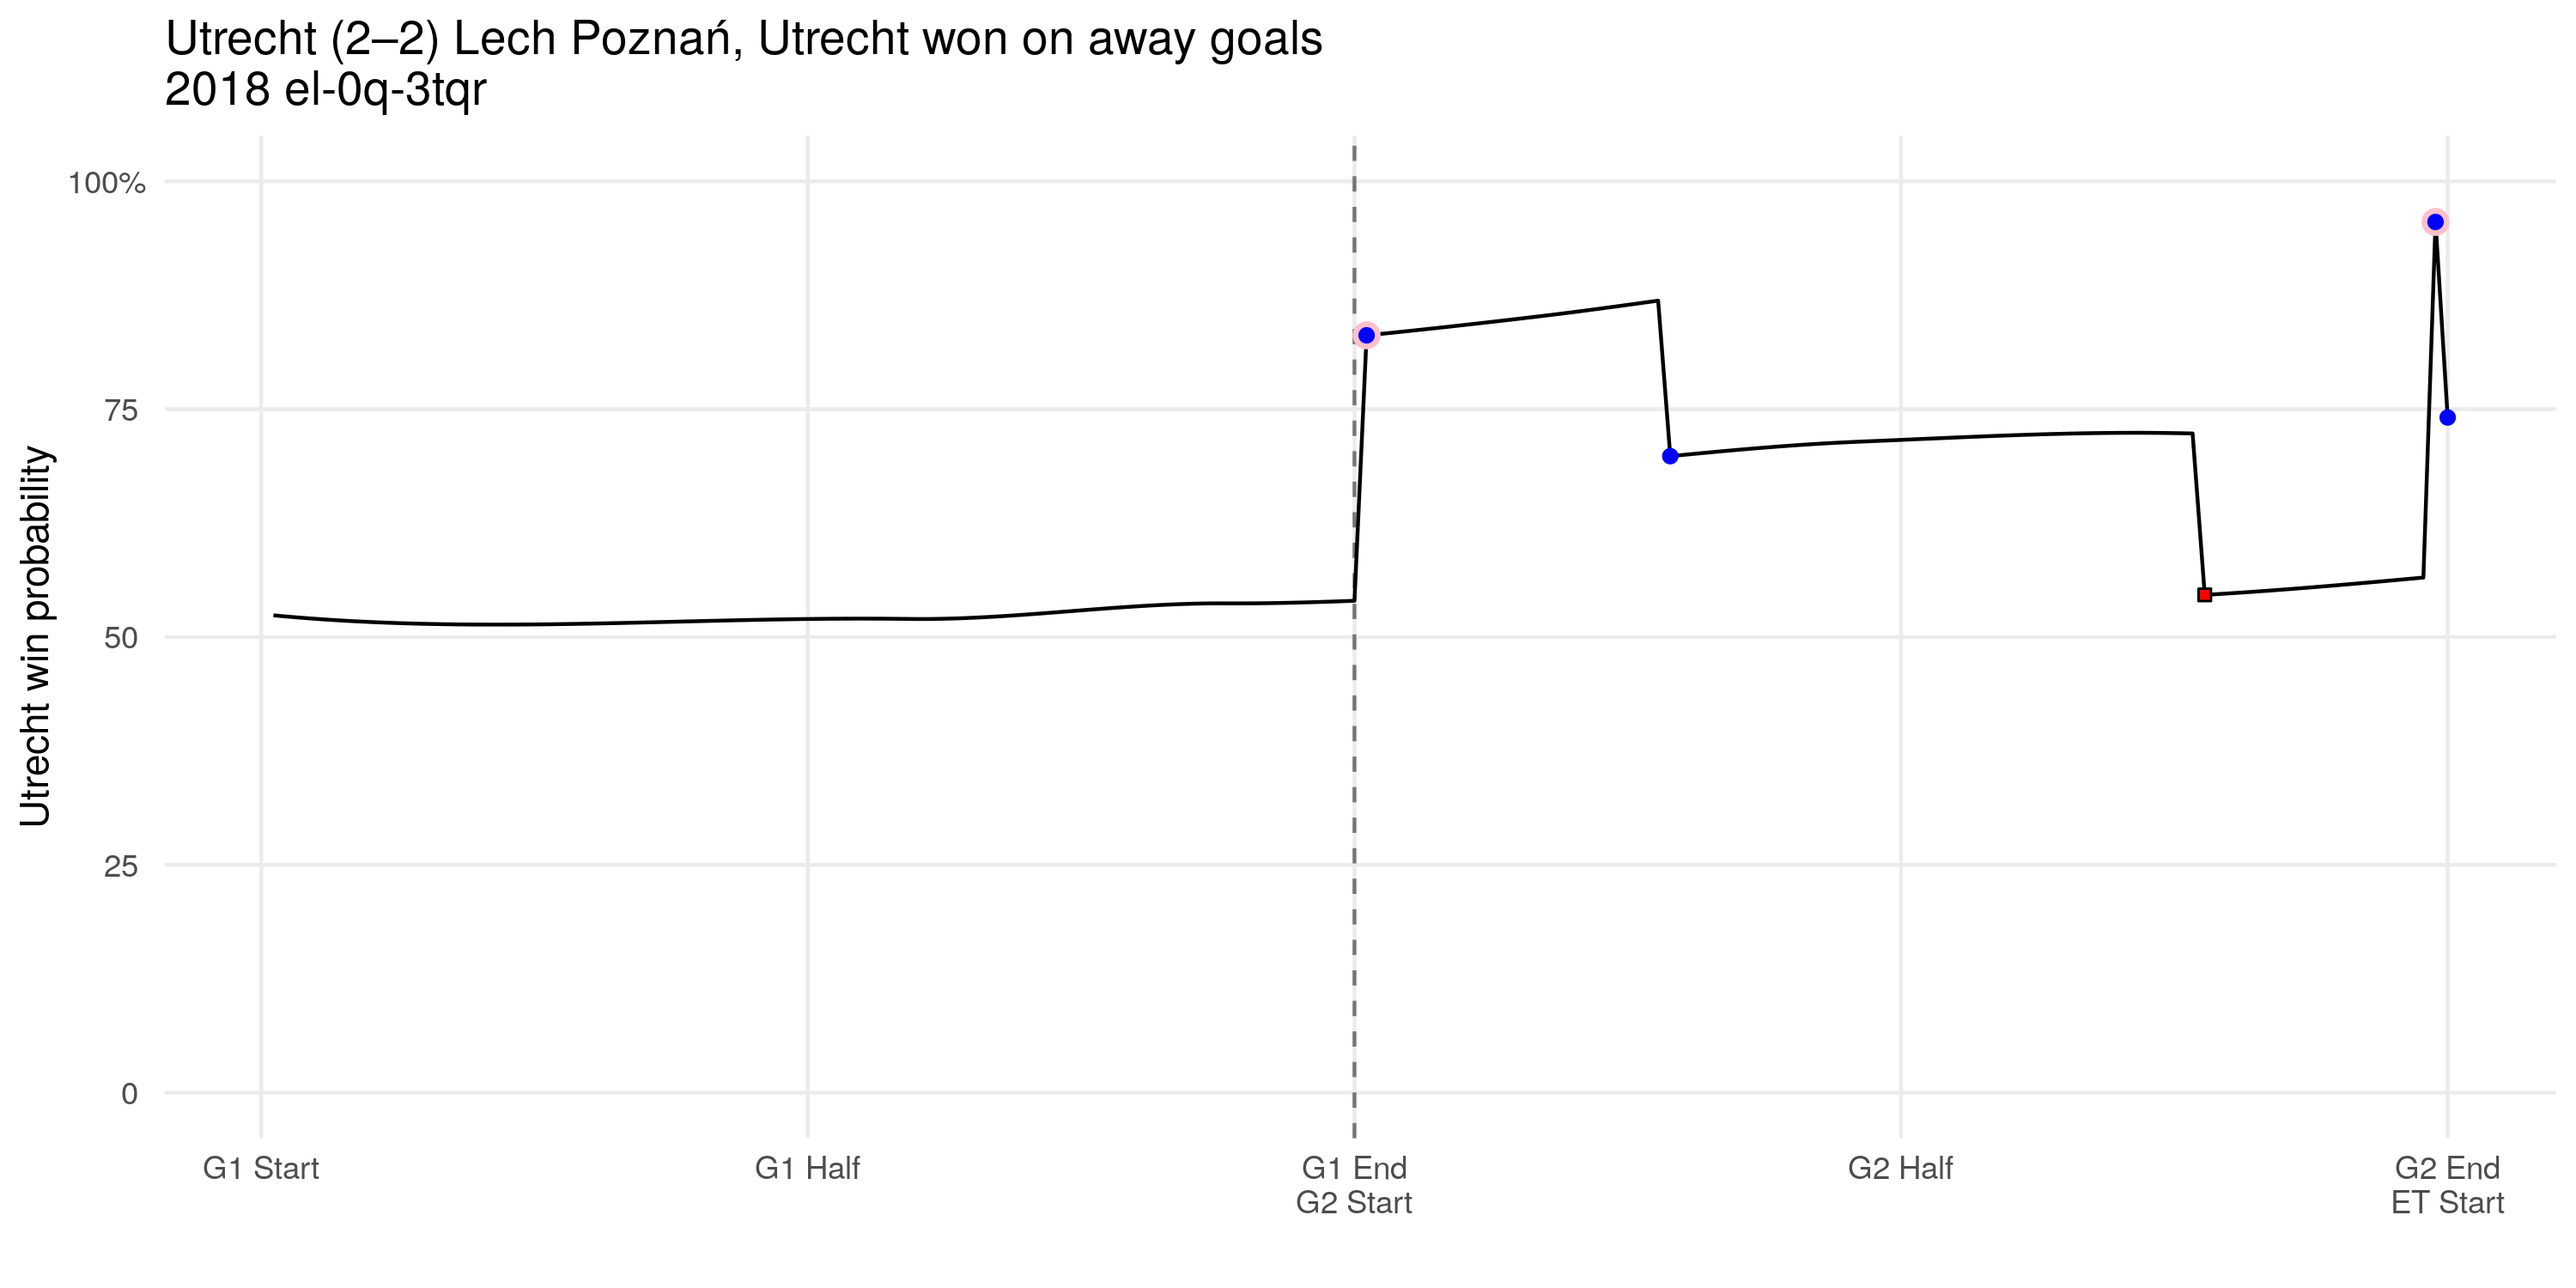 Utrecht (2–2) Lech Poznań, Utrecht won on away goals
2018 el-0q-3tqr
Utrecht win probability
100%
75
50
25
0
G1 Start
G1 Half
G1 End
G2 Start
G2 Half
G2 End
ET Start